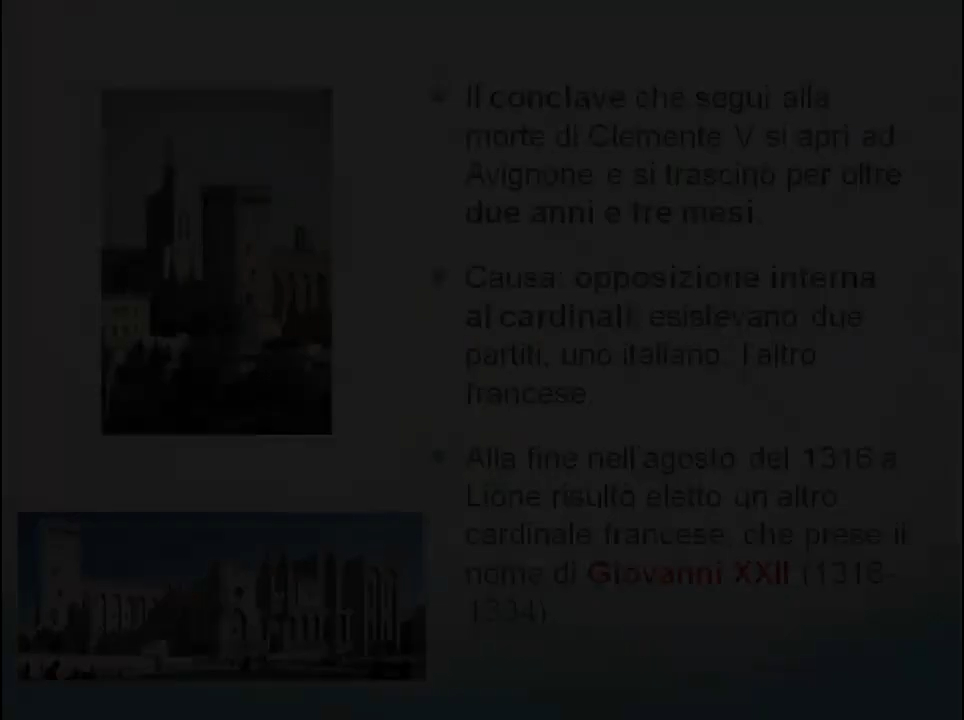 Il conclave che seguì alla
morte di Clemente V si aprì ad
Avignone e si trascinò per oltre
due anni e tre mesi.
Causa: opposizione interna
ai cardinali: esistevano due
partiti, uno italiano, l'altro
francese
Alla fine nell'agosto del 1316 a
Lione risultò eletto un altro
cardinale francese, che prese il
nome di Giovanni XXII (1316-
1334)